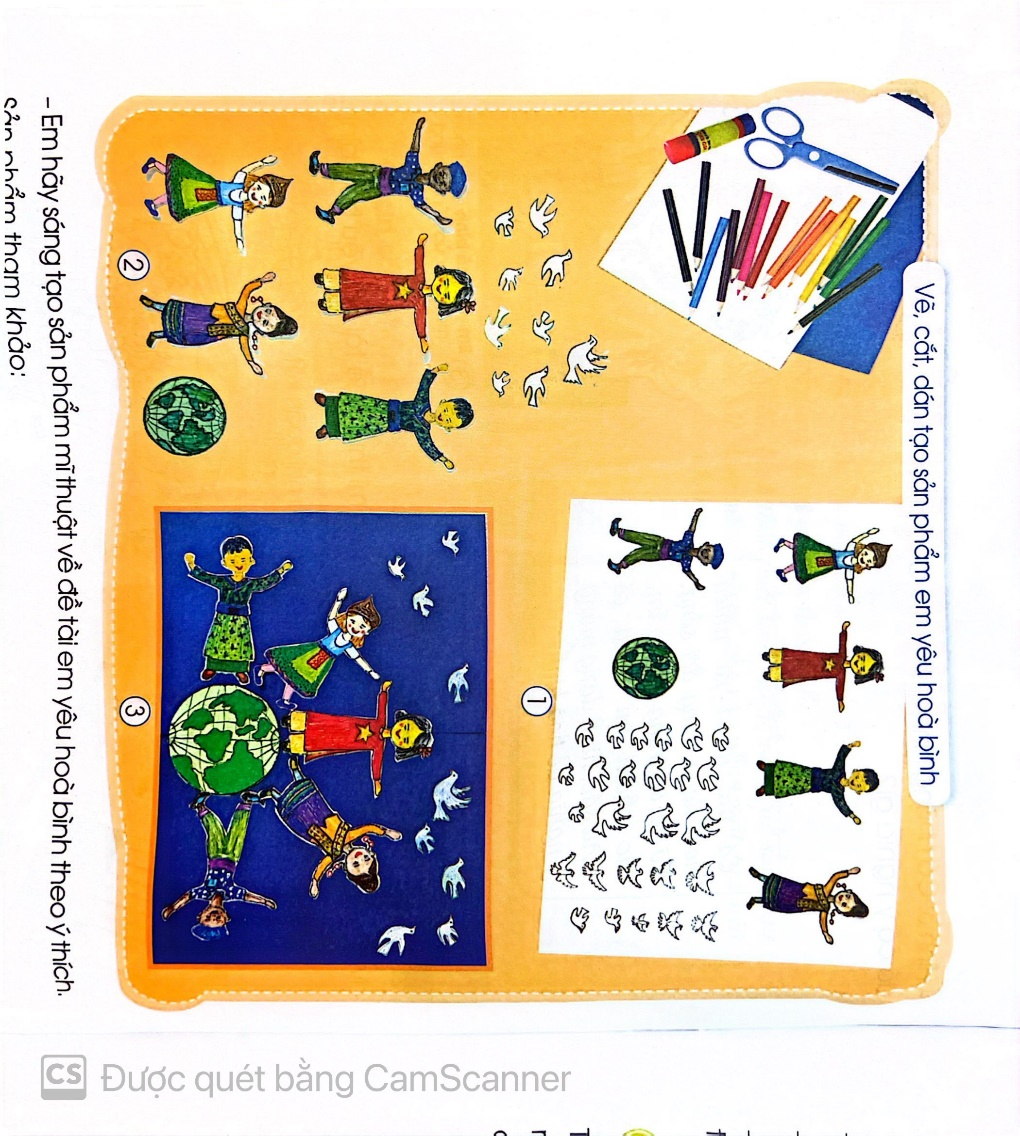 Vẽ, cắt, dán tạo sản phẩm em yêu hoà bình
1
2
3
– Em hãy sáng tạo sản phẩm mĩ thuật về đề tài em yêu hoà bình theo ý thích.
sản phẩm tham khảo:
CS Được quét bằng CamScanner